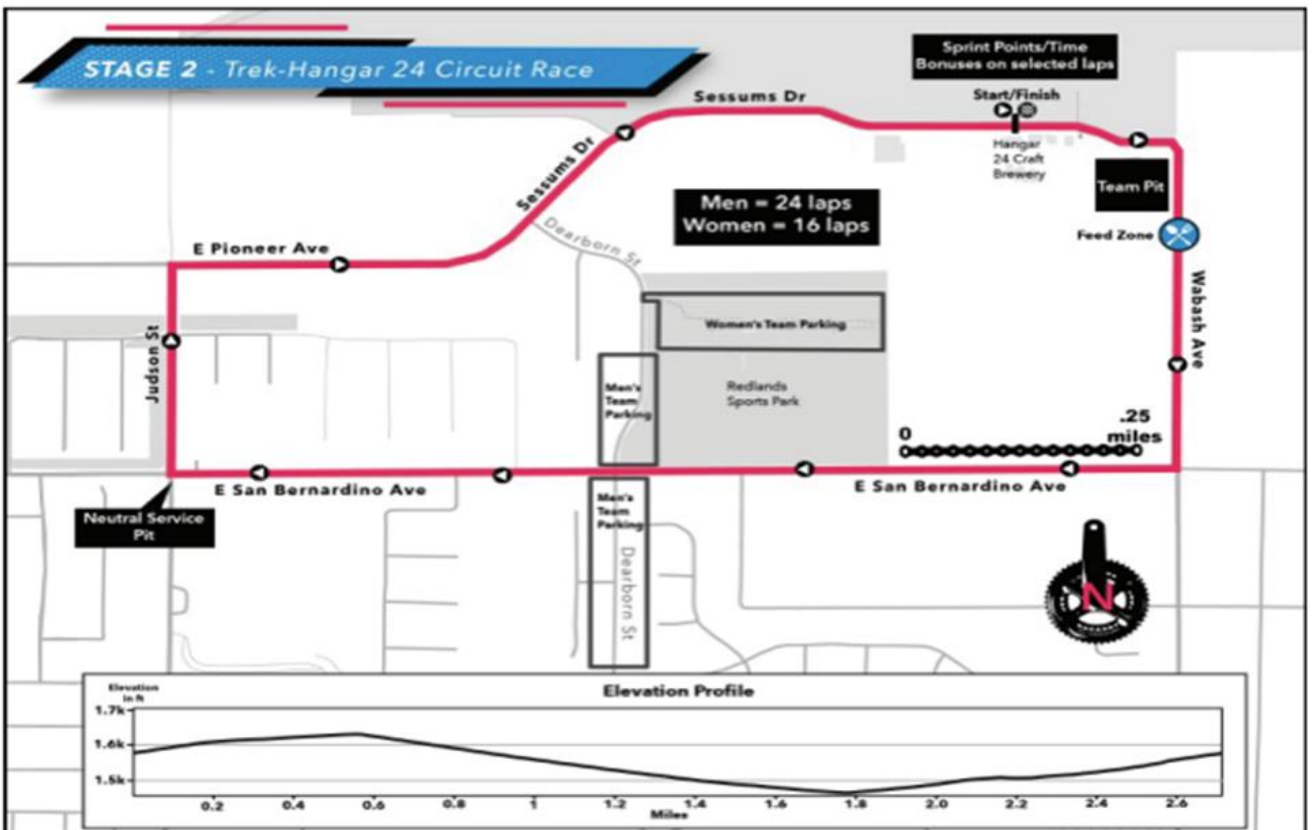 STAGE 2 - Trek-Hangar 24 Circuit Race
Sprint Points/Time
Bonuses on selected laps
Start/Finish
Sessums Dr
Hangar
24 Craft
Brewery
Team Pit
Sessums Dr
Men = 24 laps
Women = 16 laps
Dearborn St
Feed Zone
E Pioneer Ave
Wabash Ave
Women's Team Parking
Judson St
Men's
Team
Parking
Redlands
Sports Park
0
.25
miles
E San Bernardino Ave
E San Bernardino Ave
Neutral Service
Pit
Men's
Team
Parking
Dearborn St
N
Elevation Profile
Elevation
in ft
1.7k
1.6k
1.5k
0.2 0.4 0.6 0.8 1 1.2 1.4 1.6 1.8 2.0 2.2 2.4 2.6
Miles